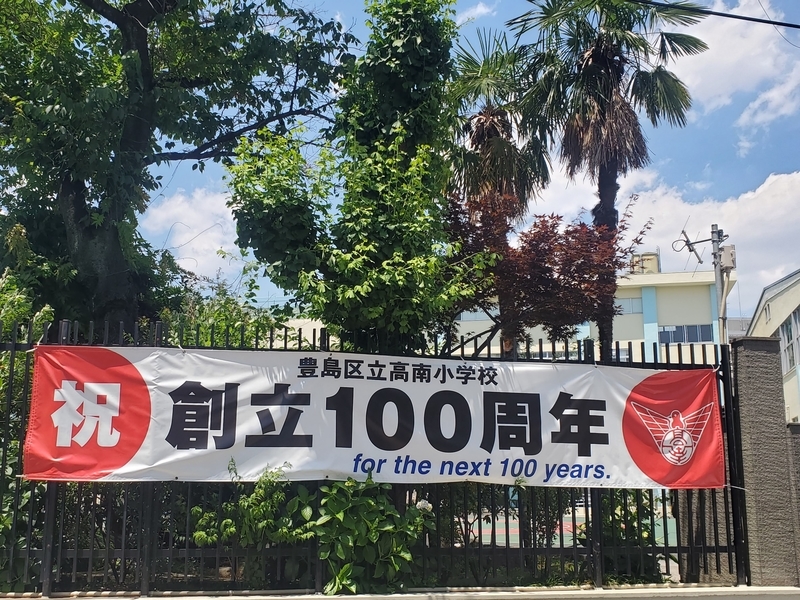 祝
豊島区立高南小学校
創立100周年
for the next 100 years.